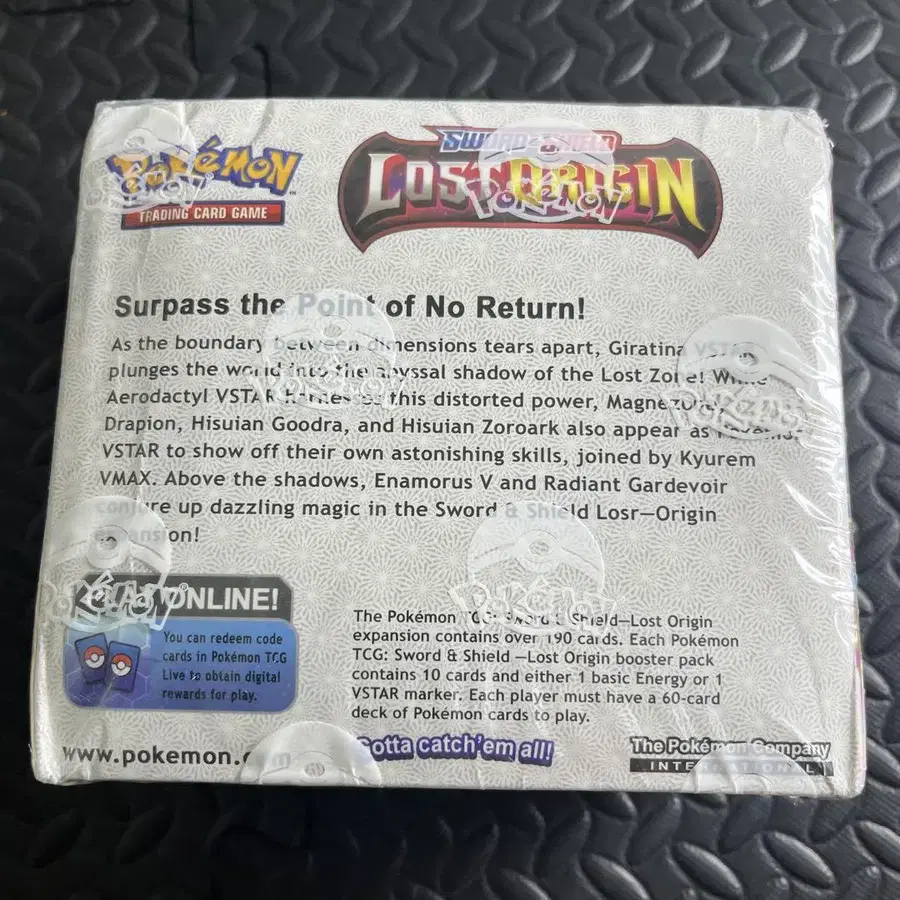 Pokémon
TRADING CARD GAME
SWORD & SHIELD
LOST ORIGIN
POKÉMON
Surpass the Point of No Return!
As the boundary between dimensions tears apart, Giratina VSTAR
plunges the world into the abyssal shadow of the Lost Zone! While
Aerodactyl VSTAR harnesses this distorted power, Magnezone,
Drapion, Hisuian Goodra, and Hisuian Zoroark also appear as Pokémon
VSTAR to show off their own astonishing skills, joined by Kyurem
VMAX. Above the shadows, Enamorus V and Radiant Gardevoir
conjure up dazzling magic in the Sword & Shield Losr—Origin
expansion!
PLAY ONLINE!
You can redeem code
cards in Pokémon TCG
Live to obtain digital
rewards for play.
The Pokémon TCG: Sword & Shield—Lost Origin
expansion contains over 190 cards. Each Pokémon
TCG: Sword & Shield —Lost Origin booster pack
contains 10 cards and either 1 basic Energy or 1
VSTAR marker. Each player must have a 60-card
deck of Pokémon cards to play.
www.pokemon.com
Gotta catch'em all!
The Pokémon Company
INTERNATIONAL